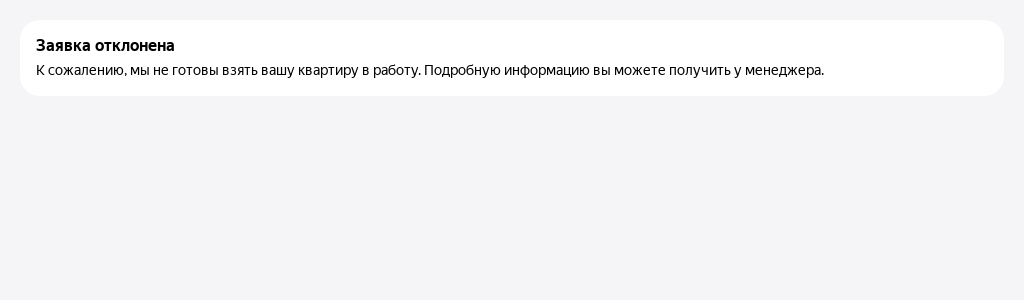 Заявка отклонена
К сожалению, мы не готовы взять вашу квартиру в работу. Подробную информацию вы можете получить у менеджера.